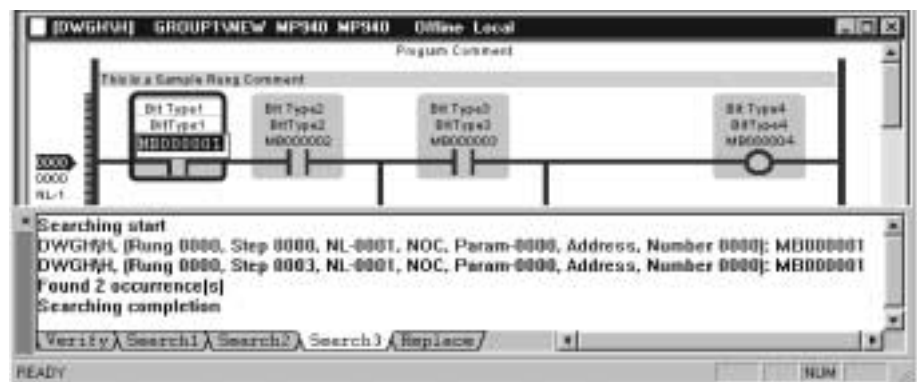 [DWGH\H] GROUP1\NEW MP940 MP940 Offline Local
Program Comment
This is a Sample Rung Comment
Bit Type1 Bit Type2 Bit Type3 Bit Type4
BitType1 BitType2 BitType3 BitType4
MB000001 MB000002 MB000003 MB000004
0000
0000
NL-1
Searching start
DWGH\H, [Rung 0000, Step 0000, NL-0001, NOC, Param-0000, Address, Number 0000]: MB000001
DWGH\H, [Rung 0000, Step 0003, NL-0001, NOC, Param-0000, Address, Number 0000]: MB000001
Found 2 occurrence[s]
Searching completion
Verify Search1 Search2 Search3 Replace
READY NUM